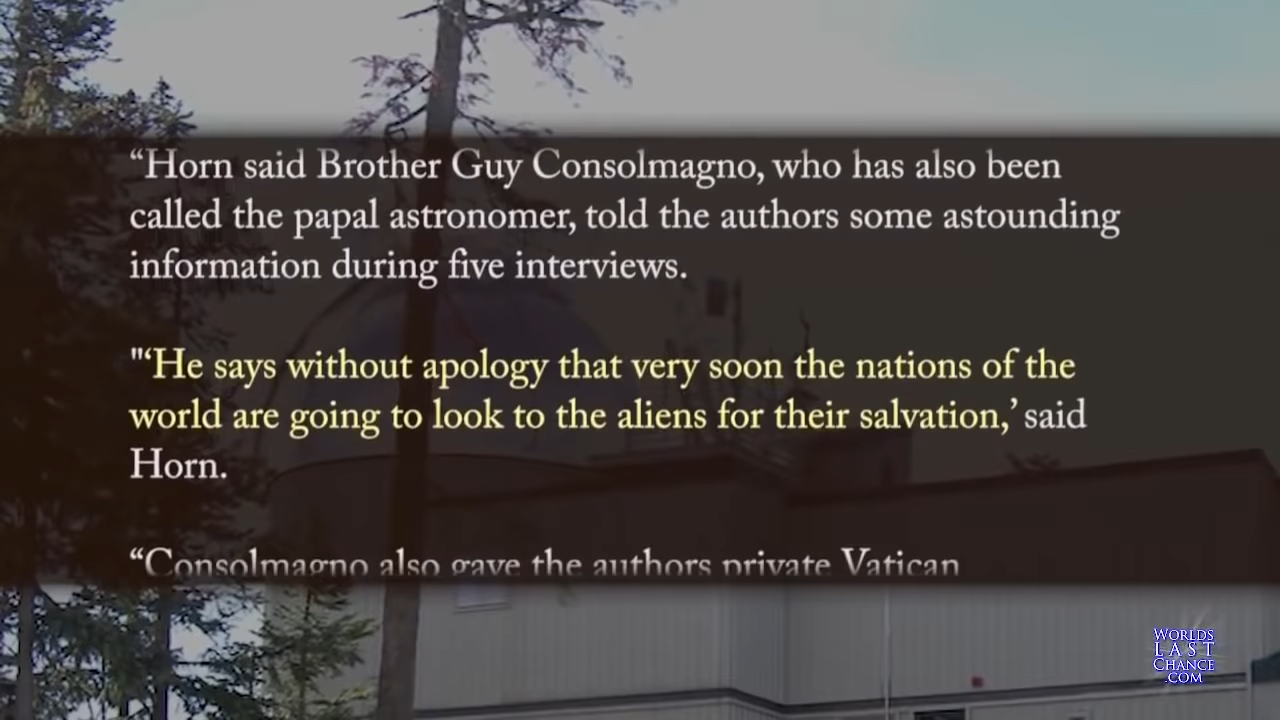 “Horn said Brother Guy Consolmagno, who has also been
called the papal astronomer, told the authors some astounding
information during five interviews.
"‘He says without apology that very soon the nations of the
world are going to look to the aliens for their salvation,’ said
Horn.
“Consolmagno also gave the authors private Vatican
WORLDS
LAST
CHANCE
.COM